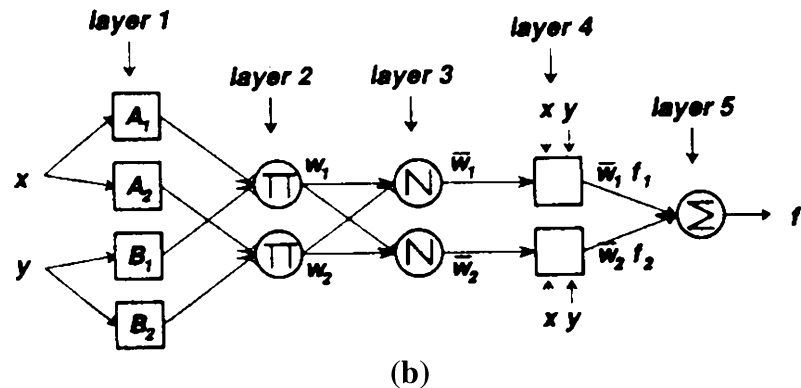 layer 1
layer 2
layer 3
layer 4
layer 5
x y
x
y
A₁
A₂
B₁
B₂
Π
Π
w₁
w₂
N
N
w̅₁
w̅₂
w̅₁ f₁
w̅₂ f₂
x y
Σ
f
(b)